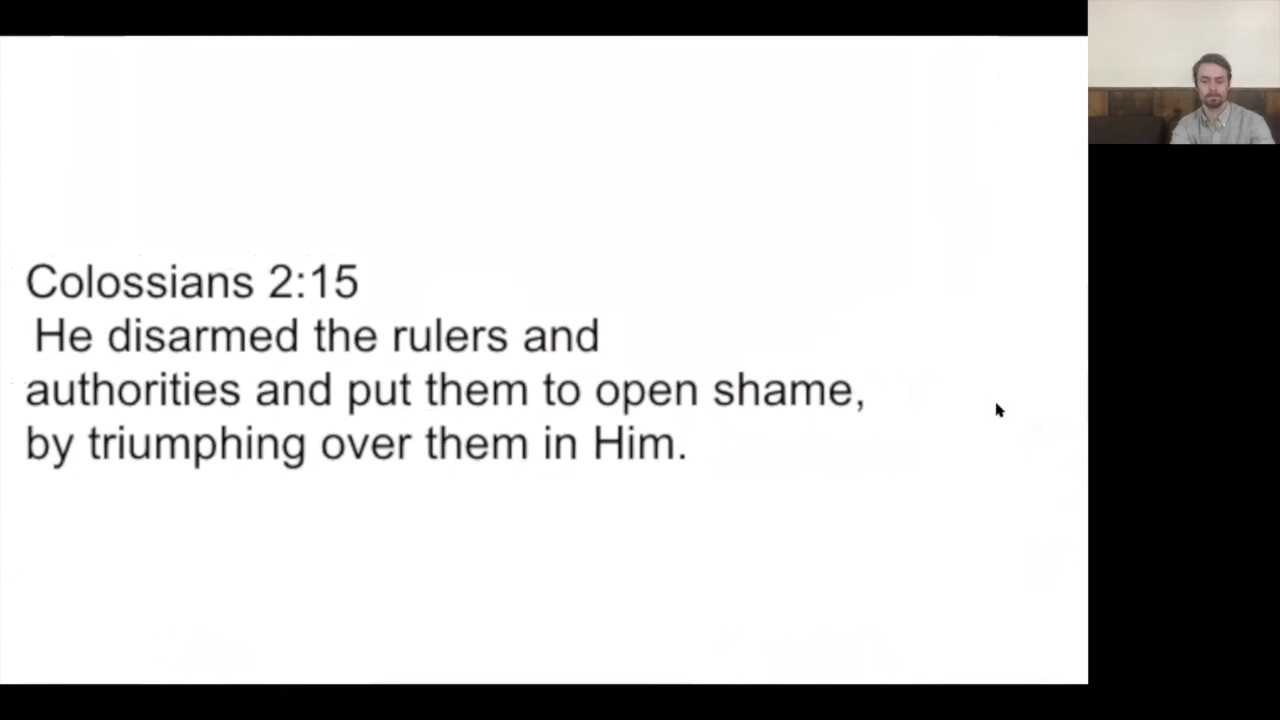 Colossians 2:15
He disarmed the rulers and
authorities and put them to open shame,
by triumphing over them in Him.